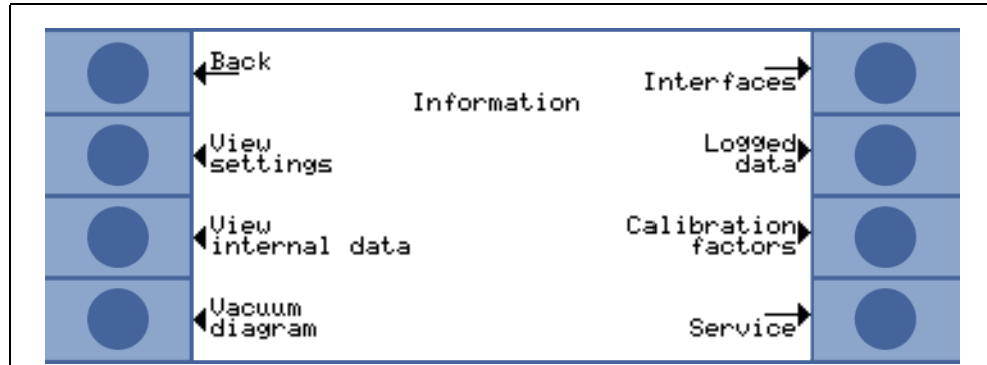 Back
Interfaces
Information
View
settings
Logged
data
View
internal data
Calibration
factors
Vacuum
diagram
Service